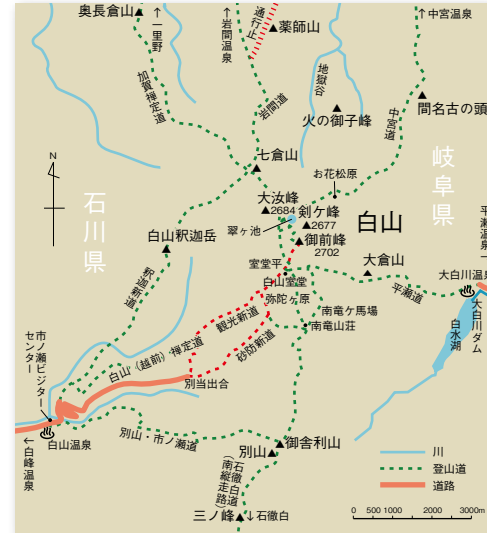 奥長倉山
↑一里野
↑岩間温泉
通行止
薬師山
↑中宮温泉
加賀禅定道
岩間道
地獄谷
火の御子峰
中宮道
間名古の頭
七倉山
お花松原
岐阜県
N
石川県
大汝峰
2684
剣ケ峰
2677
白山
翠ヶ池
御前峰
2702
白山釈迦岳
平瀬温泉→
室堂平
大倉山
白山室堂
大白川温泉
釈迦新道
弥陀ヶ原
平瀬道
大白川ダム
白水湖
観光新道
南竜ケ馬場
南竜山荘
砂防新道
白山(越前)禅定道
市ノ瀬ビジター
センター
別当出合
白山温泉
別山・市ノ瀬道
御舎利山
別山
←白峰温泉
石徹白道
(南縦走路)
川
登山道
道路
三ノ峰
↓石徹白
0 500 1000 2000 3000m